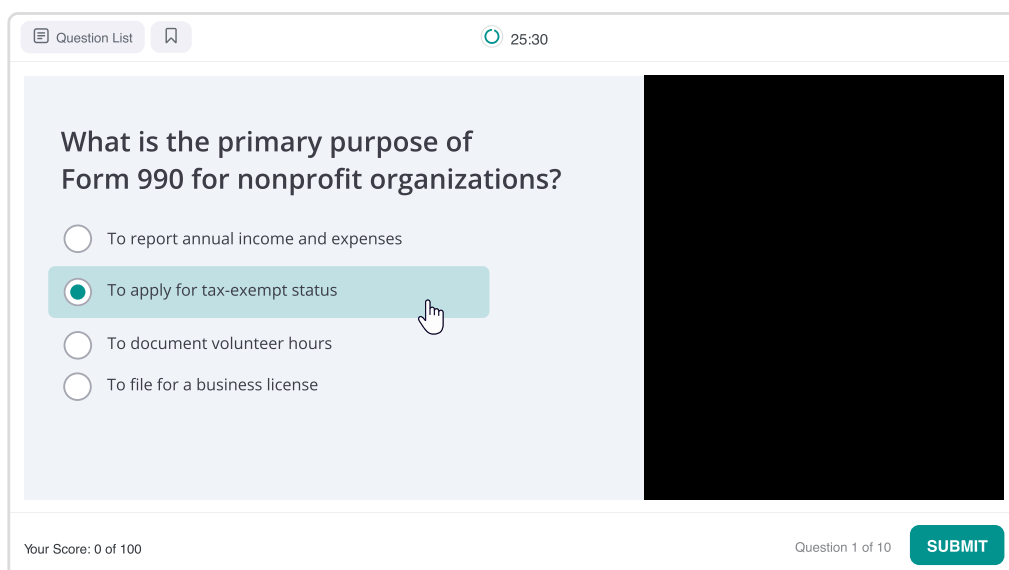 Question List
25:30
What is the primary purpose of
Form 990 for nonprofit organizations?
To report annual income and expenses
To apply for tax-exempt status
To document volunteer hours
To file for a business license
Your Score: 0 of 100
Question 1 of 10
SUBMIT